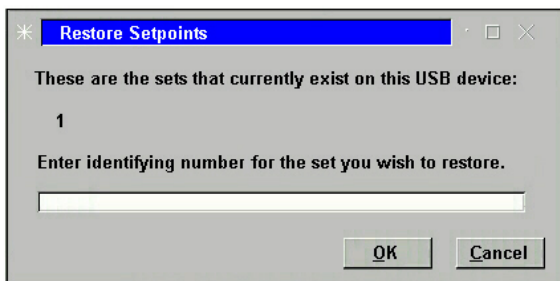 Restore Setpoints
These are the sets that currently exist on this USB device:
1
Enter identifying number for the set you wish to restore.
OK Cancel